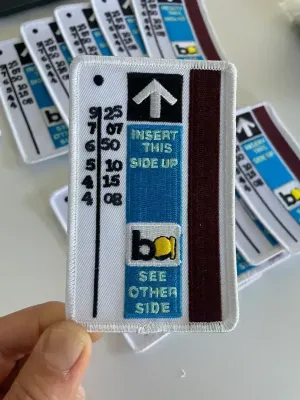 9 25
7 07
6 50
5 10
4 15
4 08
INSERT
THIS
SIDE UP
ba
SEE
OTHER
SIDE